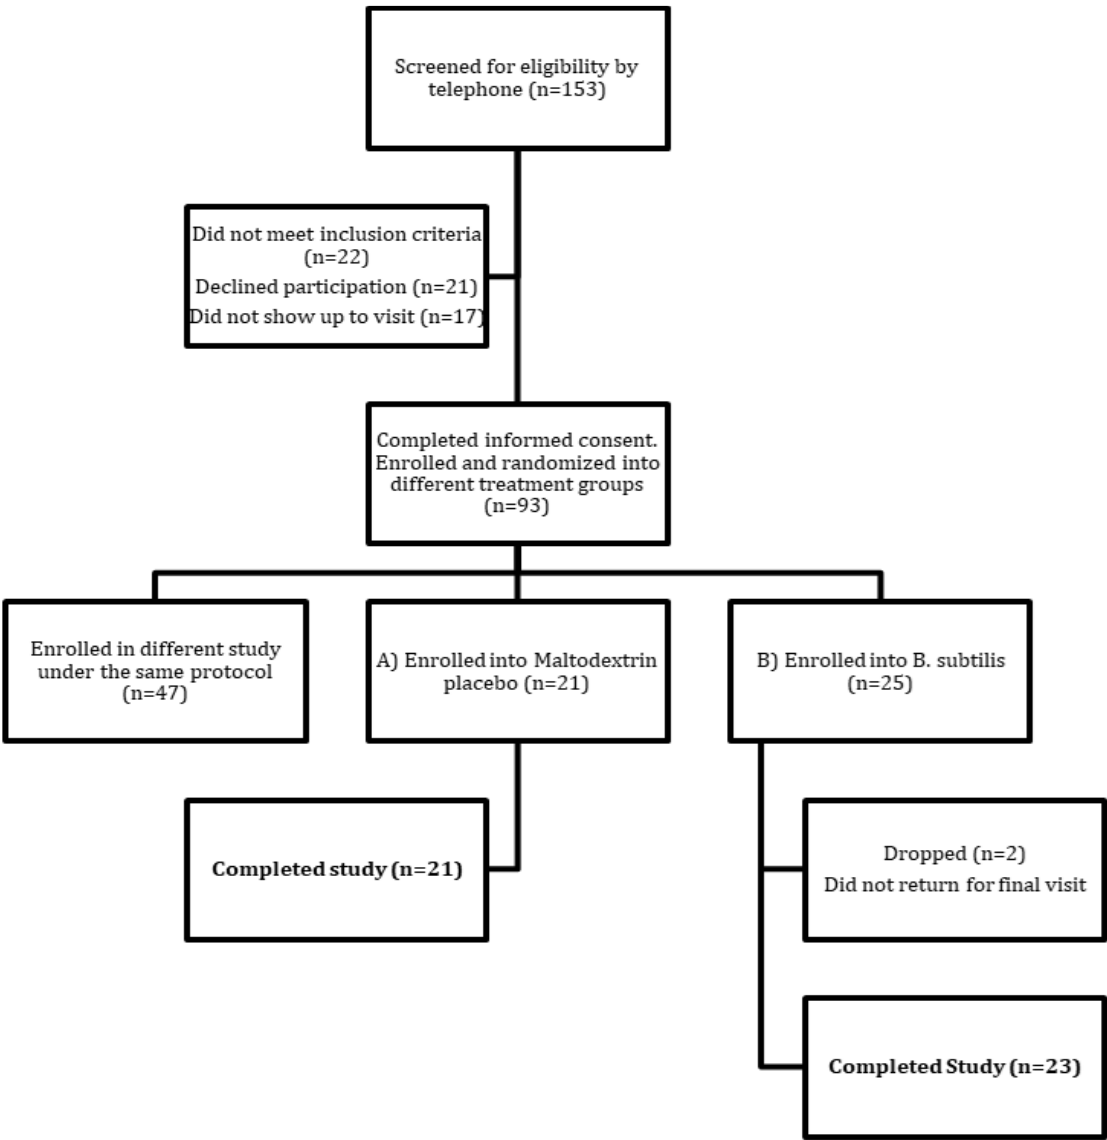 Screened for eligibility by
telephone (n=153)
Did not meet inclusion criteria
(n=22)
Declined participation (n=21)
Did not show up to visit (n=17)
Completed informed consent.
Enrolled and randomized into
different treatment groups
(n=93)
Enrolled in different study
under the same protocol
(n=47)
A) Enrolled into Maltodextrin
placebo (n=21)
B) Enrolled into B. subtilis
(n=25)
Completed study (n=21)
Dropped (n=2)
Did not return for final visit
Completed Study (n=23)